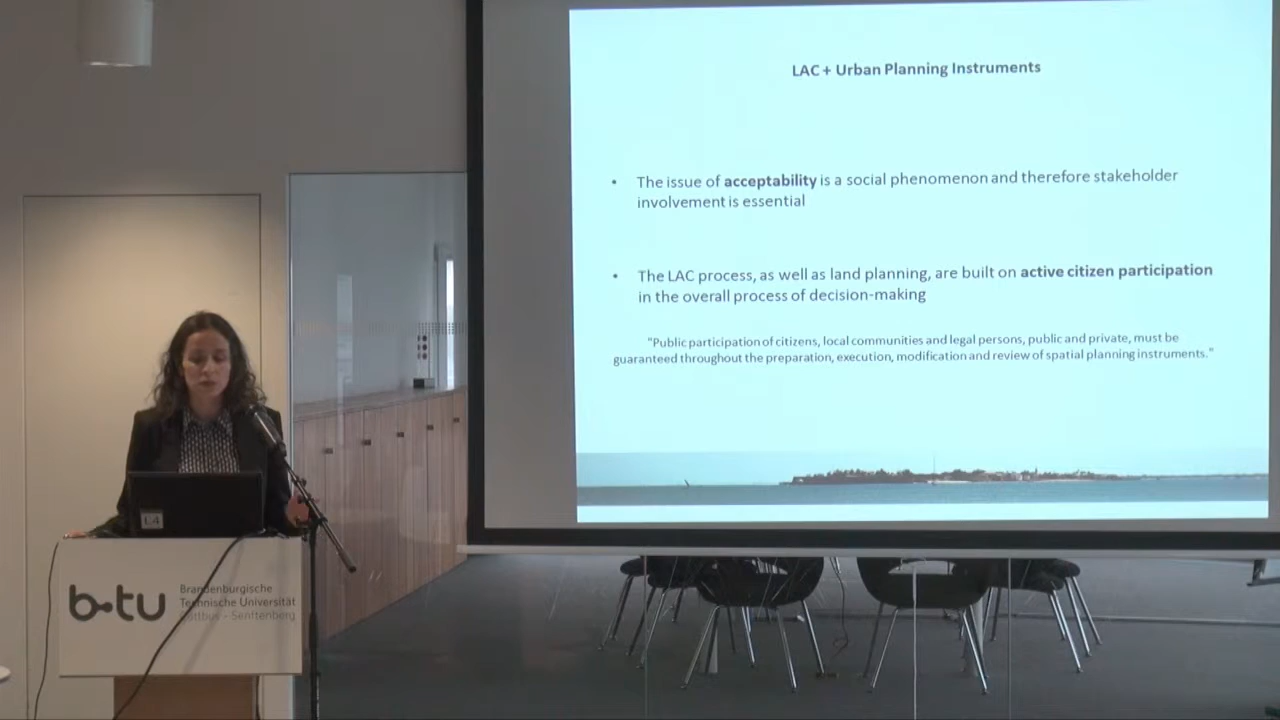 LAC + Urban Planning Instruments
• The issue of acceptability is a social phenomenon and therefore stakeholder
involvement is essential
• The LAC process, as well as land planning, are built on active citizen participation
in the overall process of decision-making
"Public participation of citizens, local communities and legal persons, public and private, must be
guaranteed throughout the preparation, execution, modification and review of spatial planning instruments."
b-tu
Brandenburgische
Technische Universität
Cottbus - Senftenberg